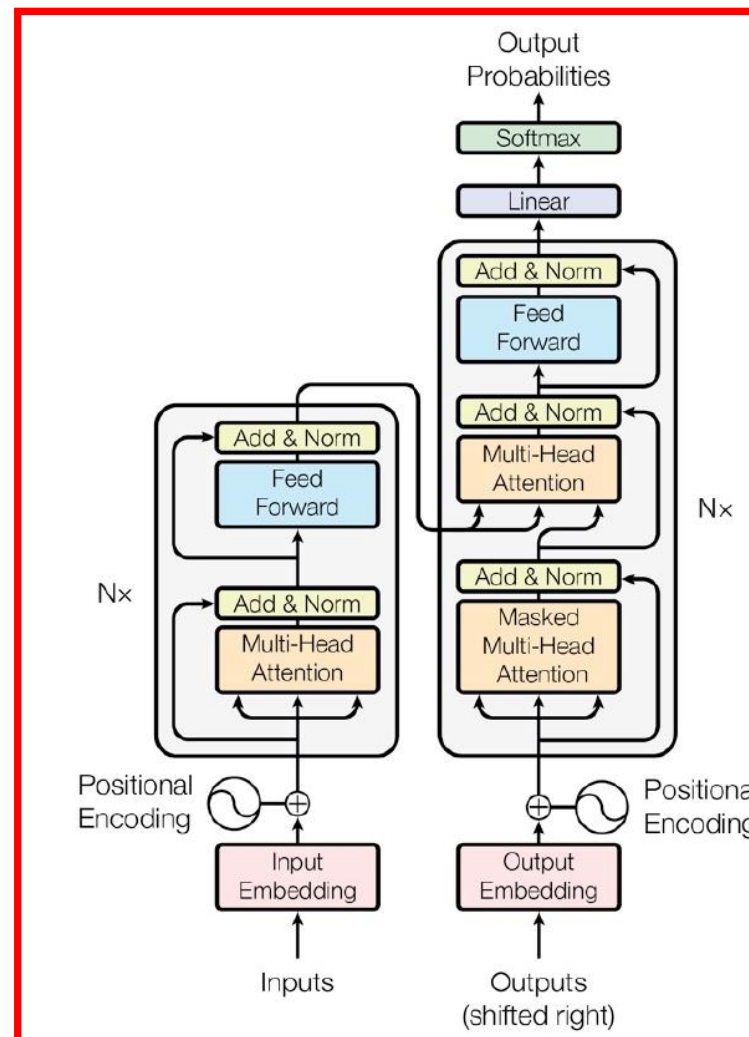 Output
Probabilities
Softmax
Linear
Add & Norm
Feed
Forward
Add & Norm
Multi-Head
Attention
Add & Norm
Masked
Multi-Head
Attention
N×
Add & Norm
Feed
Forward
Add & Norm
Multi-Head
Attention
N×
Positional
Encoding
Positiona
Encoding
Input
Embedding
Output
Embedding
Inputs
Outputs
(shifted right)